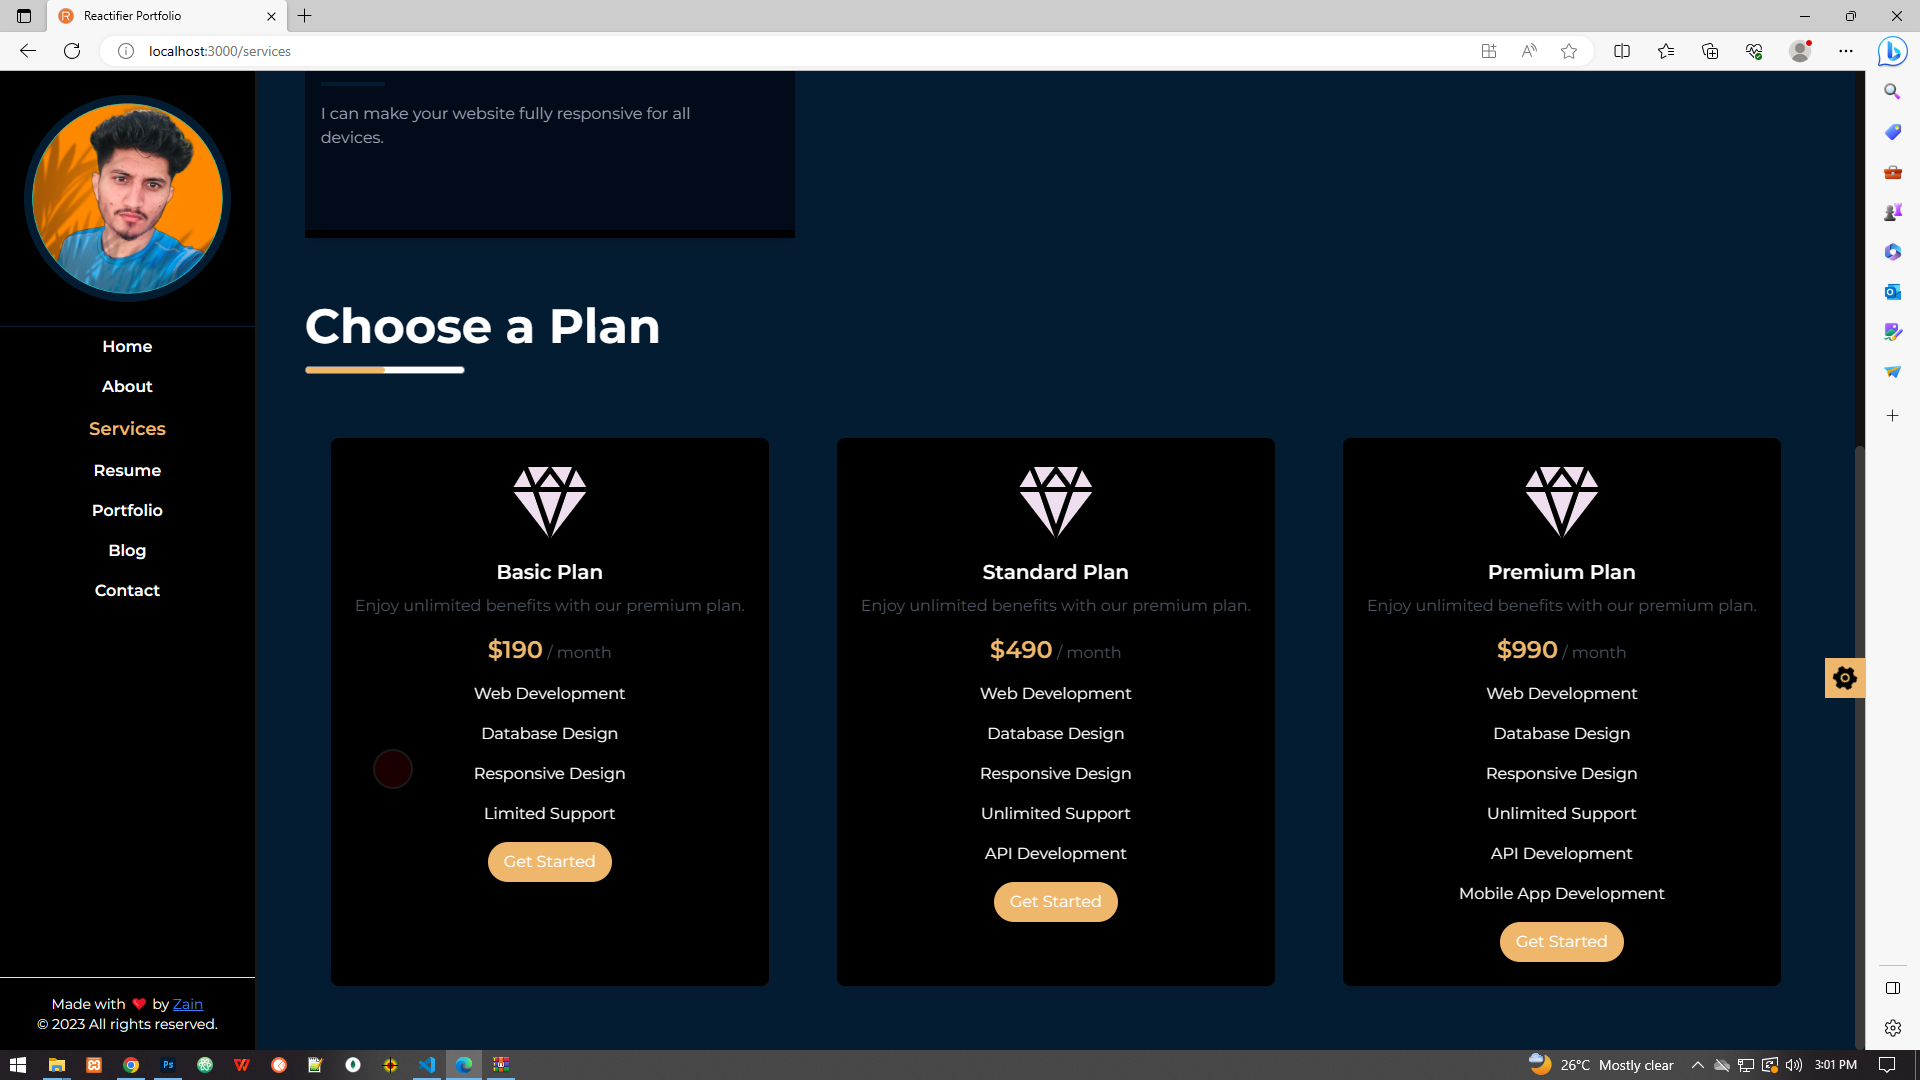 Reactifier Portfolio
localhost:3000/services
I can make your website fully responsive for all
devices.
Home
About
Services
Resume
Portfolio
Blog
Contact
Choose a Plan
Basic Plan
Enjoy unlimited benefits with our premium plan.
$190 / month
Web Development
Database Design
Responsive Design
Limited Support
Get Started
Standard Plan
Enjoy unlimited benefits with our premium plan.
$490 / month
Web Development
Database Design
Responsive Design
Unlimited Support
API Development
Get Started
Premium Plan
Enjoy unlimited benefits with our premium plan.
$990 / month
Web Development
Database Design
Responsive Design
Unlimited Support
API Development
Mobile App Development
Get Started
Made with ❤ by Zain
© 2023 All rights reserved.
26°C Mostly clear
3:01 PM